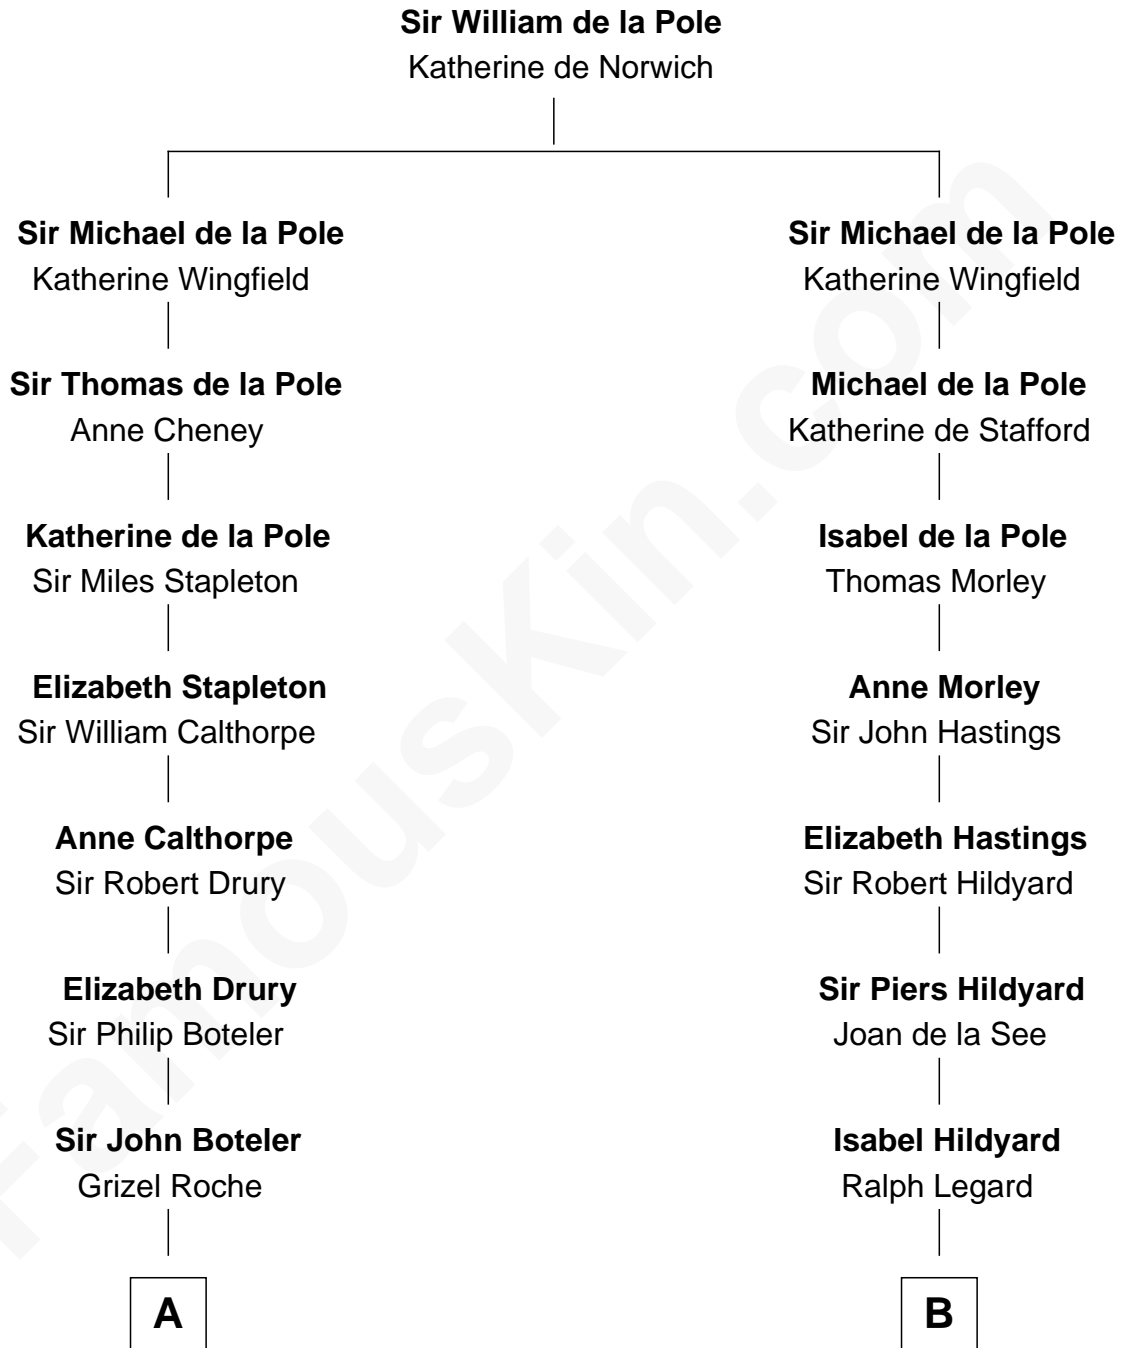 Sir William de la Pole
Katherine de Norwich
Sir Michael de la Pole
Katherine Wingfield
Sir Michael de la Pole
Katherine Wingfield
Sir Thomas de la Pole
Anne Cheney
Michael de la Pole
Katherine de Stafford
Katherine de la Pole
Sir Miles Stapleton
Isabel de la Pole
Thomas Morley
Elizabeth Stapleton
Sir William Calthorpe
Anne Morley
Sir John Hastings
Anne Calthorpe
Sir Robert Drury
Elizabeth Hastings
Sir Robert Hildyard
Elizabeth Drury
Sir Philip Boteler
Sir Piers Hildyard
Joan de la See
Sir John Boteler
Grizel Roche
Isabel Hildyard
Ralph Legard
A
B
FamousKin.com